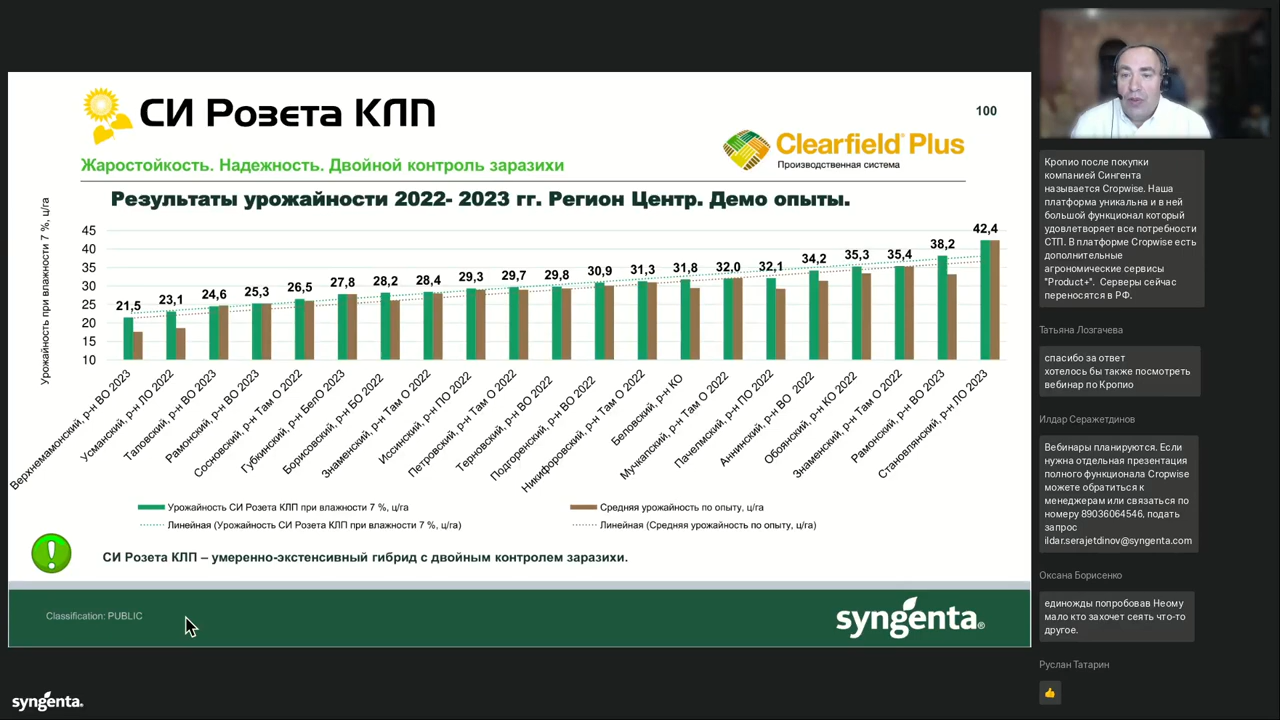 СИ Розета КЛП
100
Clearfield® Plus
Производственная система
Жаростойкость. Надежность. Двойной контроль заразихи
Результаты урожайности 2022- 2023 гг. Регион Центр. Демо опыты.
Урожайность при влажности 7 %, ц/га
45
40
35
30
25
20
15
10
21,5
23,1
24,6
25,3
26,5
27,8
28,2
28,4
29,3
29,7
29,8
30,9
31,3
31,8
32,0
32,1
34,2
35,3
35,4
38,2
42,4
Верхнемамонский, р-н ВО 2023
Усманский, р-н ЛО 2022
Таловский, р-н ВО 2023
Рамонский, р-н ВО 2023
Сосновский, р-н Там О 2022
Губкинский, р-н БелО 2023
Борисовский, р-н БО 2022
Знаменский, р-н Там О 2022
Иссинский, р-н ПО 2022
Петровский, р-н Там О 2022
Терновский, р-н ВО 2022
Подгоренский, р-н ВО 2022
Никифоровский, р-н Там О 2022
Беловский, р-н КО
Мучкапский, р-н Там О 2022
Пачелмский, р-н ПО 2022
Аннинский, р-н ВО 2022
Обоянский, р-н КО 2022
Знаменский, р-н Там О 2022
Рамонский, р-н ВО 2023
Становлянский, р-н ЛО 2023
Урожайность СИ Розета КЛП при влажности 7 %, ц/га
Средняя урожайность по опыту, ц/га
Линейная (Урожайность СИ Розета КЛП при влажности 7 %, ц/га)
Линейная (Средняя урожайность по опыту, ц/га)
СИ Розета КЛП – умеренно-экстенсивный гибрид с двойным контролем заразихи.
Classification: PUBLIC
syngenta®
syngenta.
Кропио после покупки
компанией Сингента
называется Cropwise. Наша
платформа уникальна и в ней
большой функционал который
удовлетворяет все потребности
СТП. В платформе Cropwise есть
дополнительные
агрономические сервисы
"Product+". Серверы сейчас
переносятся в РФ.
Татьяна Лозгачева
спасибо за ответ
хотелось бы также посмотреть
вебинар по Кропио
Илдар Серажетдинов
Вебинары планируются. Если
нужна отдельная презентация
полного функционала Cropwise
можете обратиться к
менеджерам или связаться по
номеру 89036064546, подать
запрос
ildar.serajetdinov@syngenta.com
Оксана Борисенко
единожды попробовав Неому
мало кто захочет сеять что-то
другое.
Руслан Татарин